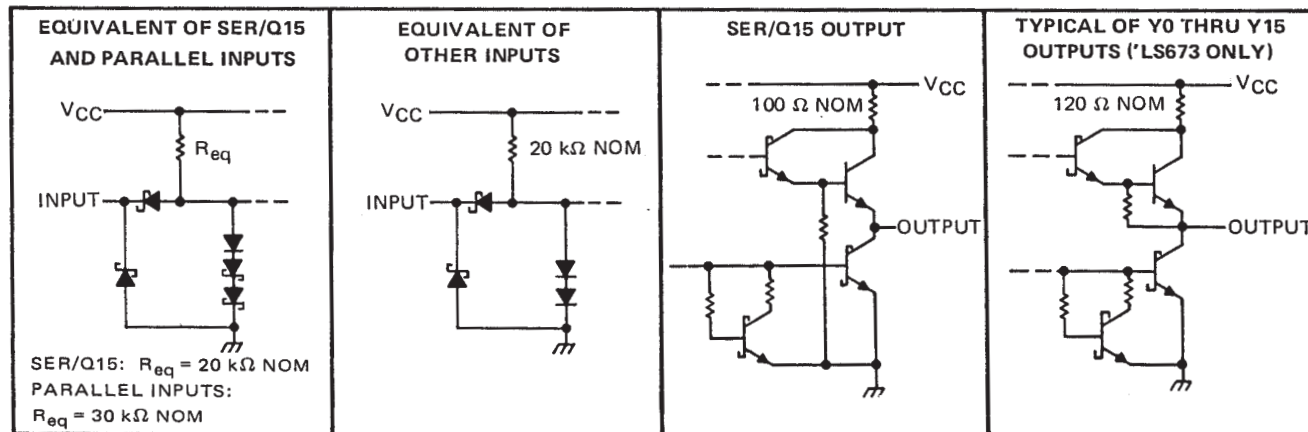 EQUIVALENT OF SER/Q15
AND PARALLEL INPUTS
VCC
Req
INPUT
SER/Q15: Req = 20 kΩ NOM
PARALLEL INPUTS:
Req = 30 kΩ NOM
EQUIVALENT OF
OTHER INPUTS
VCC
20 kΩ NOM
INPUT
SER/Q15 OUTPUT
VCC
100 Ω NOM
OUTPUT
TYPICAL OF Y0 THRU Y15
OUTPUTS ('LS673 ONLY)
VCC
120 Ω NOM
OUTPUT